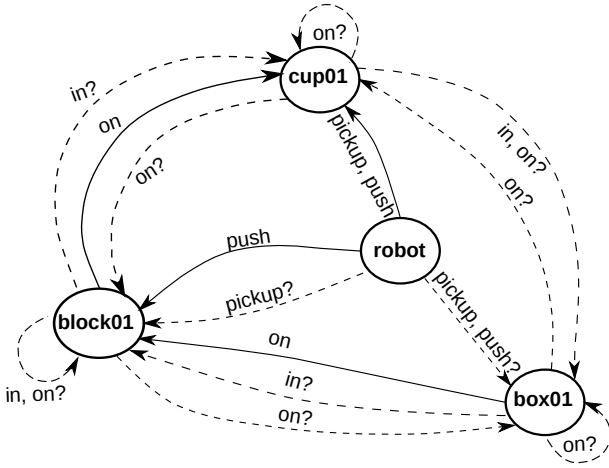 on?
cup01
in?
on
on?
pickup, push
in, on?
on?
push
robot
pickup?
pickup, push?
block01
on
in?
on?
in, on?
box01
on?